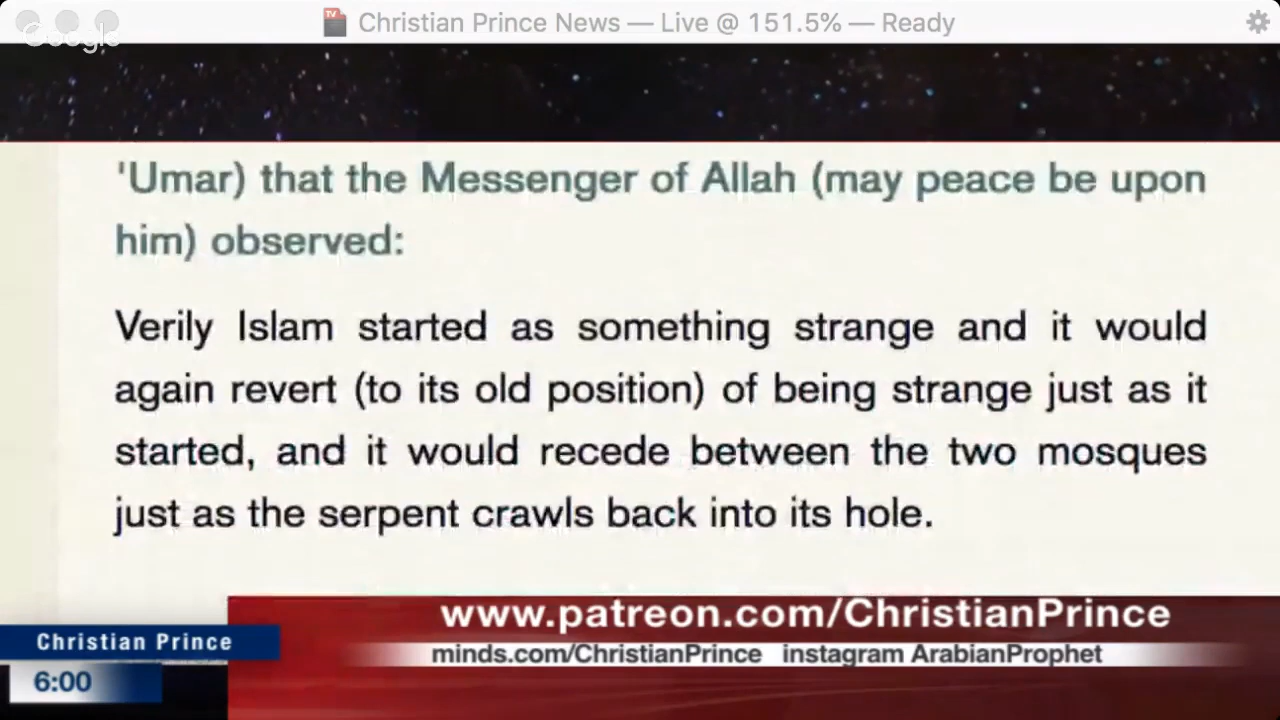 Christian Prince News — Live @ 151.5% — Ready
Google
'Umar) that the Messenger of Allah (may peace be upon
him) observed:
Verily Islam started as something strange and it would
again revert (to its old position) of being strange just as it
started, and it would recede between the two mosques
just as the serpent crawls back into its hole.
www.patreon.com/ChristianPrince
Christian Prince
minds.com/ChristianPrince instagram ArabianProphet
6:00